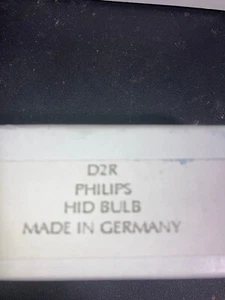 D2R
PHILIPS
HID BULB
MADE IN GERMANY